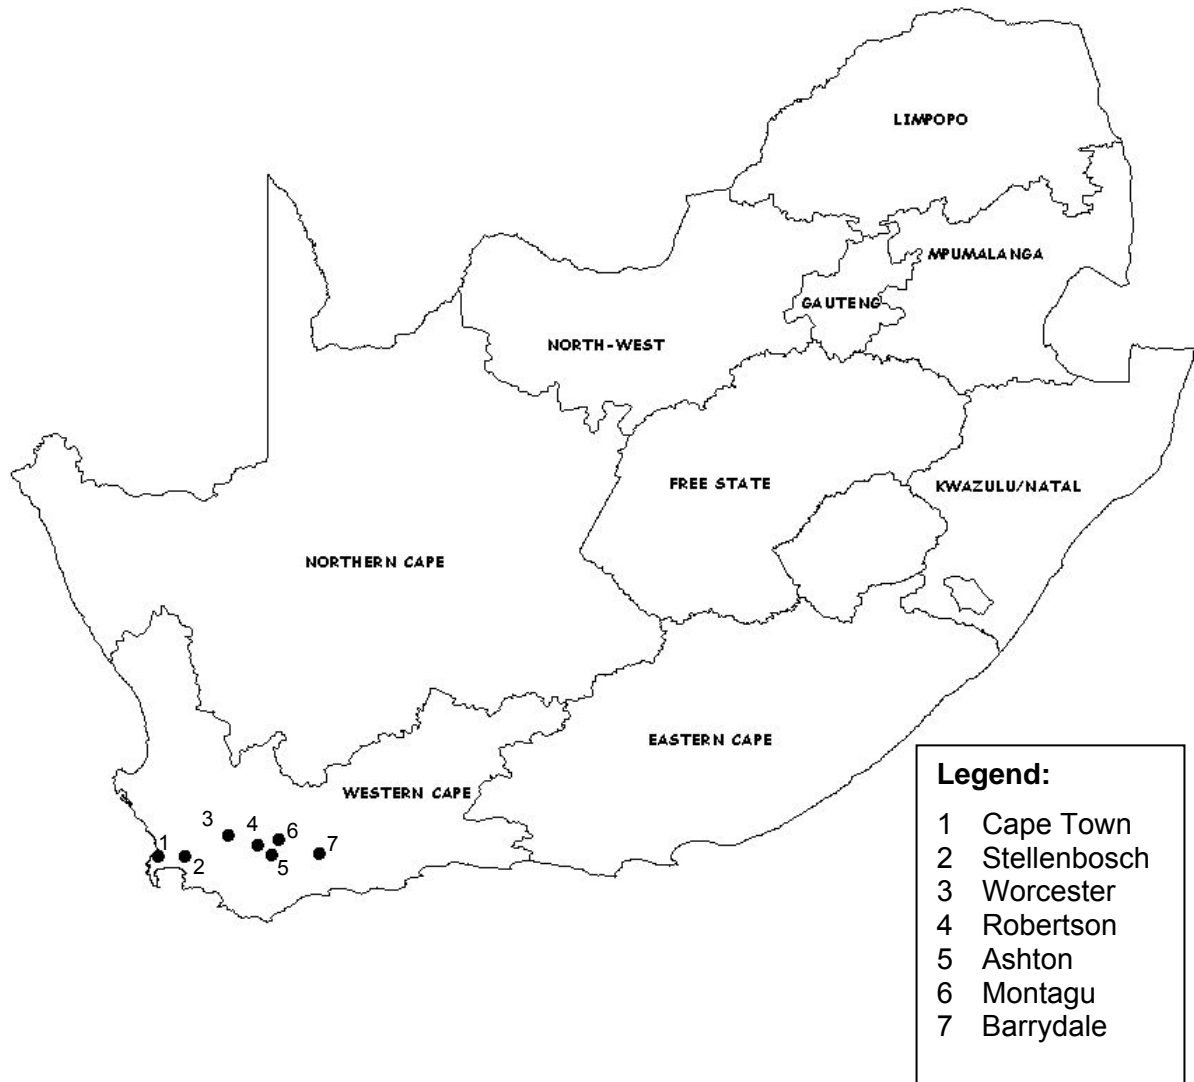 LIMPOPO
MPUMALANGA
GAUTENG
NORTH-WEST
FREE STATE
KWAZULU/NATAL
NORTHERN CAPE
EASTERN CAPE
WESTERN CAPE
1
2
3
4
5
6
7
Legend:
1 Cape Town
2 Stellenbosch
3 Worcester
4 Robertson
5 Ashton
6 Montagu
7 Barrydale